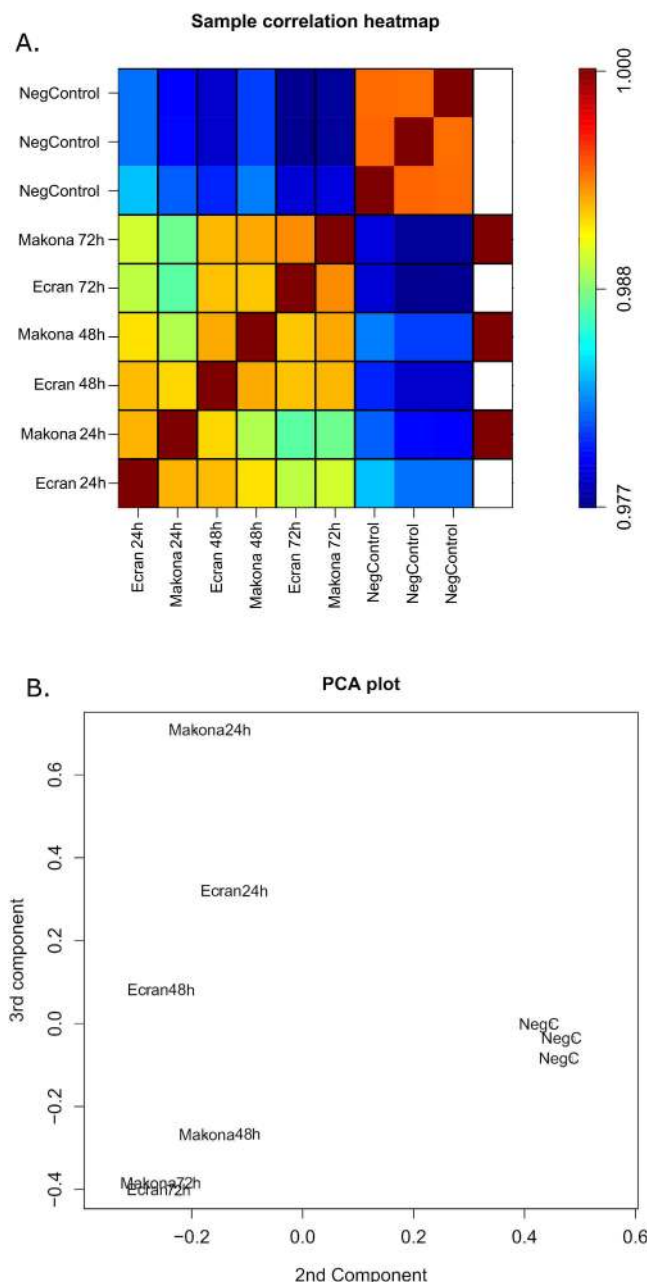 Sample correlation heatmap
A.
NegControl
NegControl
NegControl
Makona 72h
Ecran 72h
Makona 48h
Ecran 48h
Makona 24h
Ecran 24h
Ecran 24h
Makona 24h
Ecran 48h
Makona 48h
Ecran 72h
Makona 72h
NegControl
NegControl
NegControl
1.000
0.988
0.977
B.
PCA plot
3rd component
0.6
0.4
0.2
0.0
−0.2
−0.4
Makona24h
Ecran24h
Ecran48h
NegC
NegC
NegC
Makona48h
Makona72h
Ecran72h
−0.2
0.0
0.2
0.4
0.6
2nd Component